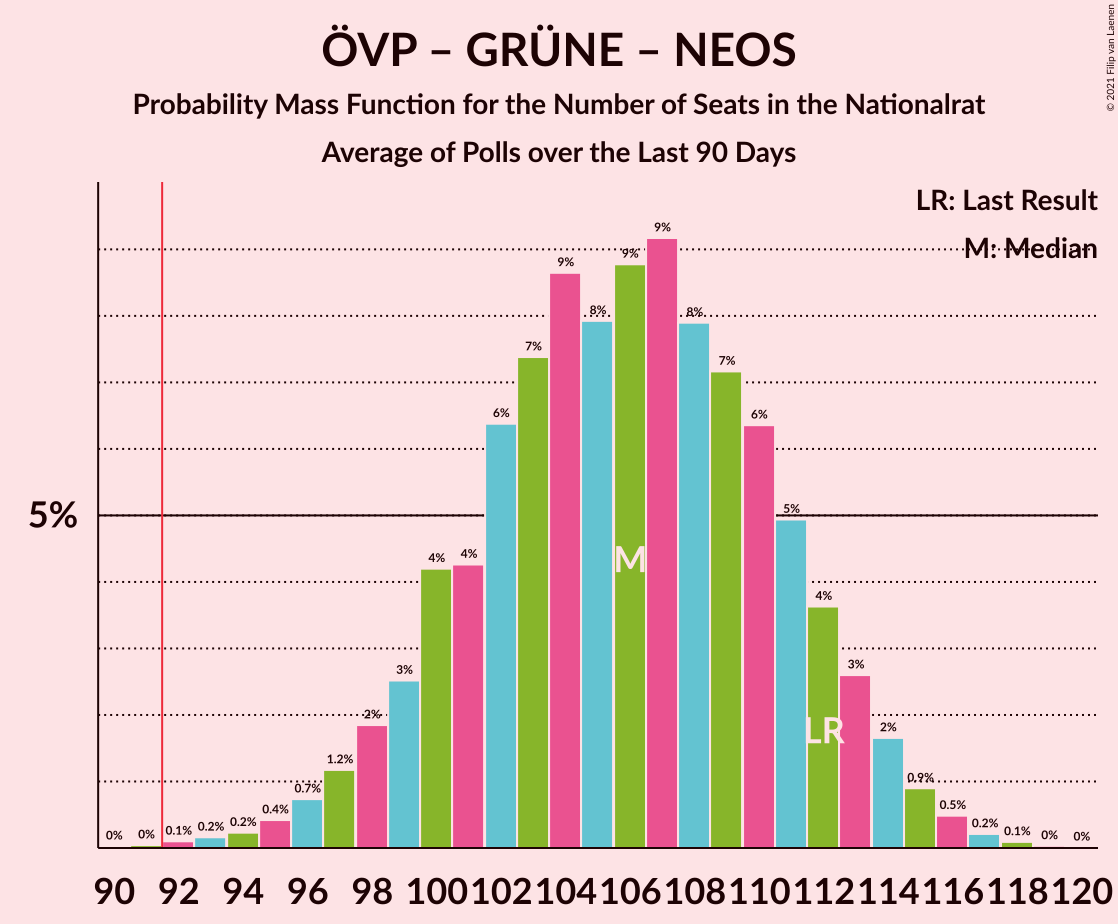 ÖVP – GRÜNE – NEOS
Probability Mass Function for the Number of Seats in the Nationalrat
Average of Polls over the Last 90 Days
© 2021 Filip van Laenen
LR: Last Result
M: Median
5%
0% 0% 0.1% 0.2% 0.2% 0.4% 0.7% 1.2% 2% 3% 4% 4% 6% 7% 9% 8% 9% 9% 8% 7% 6% 5% 4% 3% 2% 0.9% 0.5% 0.2% 0.1% 0% 0%
M
LR
90 92 94 96 98 100 102 104 106 108 110 112 114 116 118 120